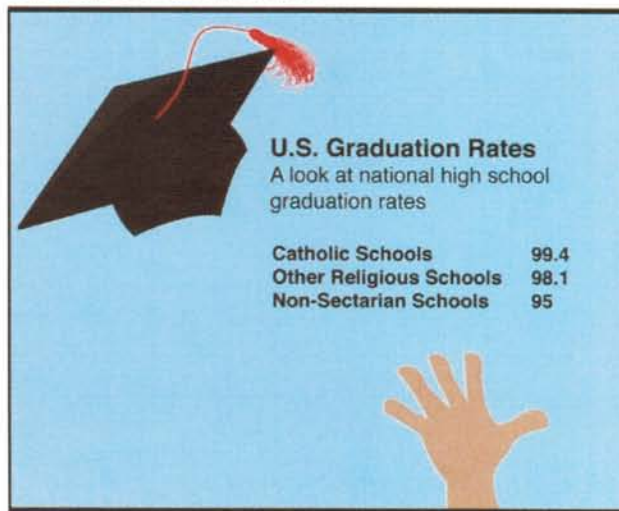 U.S. Graduation Rates
A look at national high school
graduation rates
Catholic Schools 99.4
Other Religious Schools 98.1
Non-Sectarian Schools 95